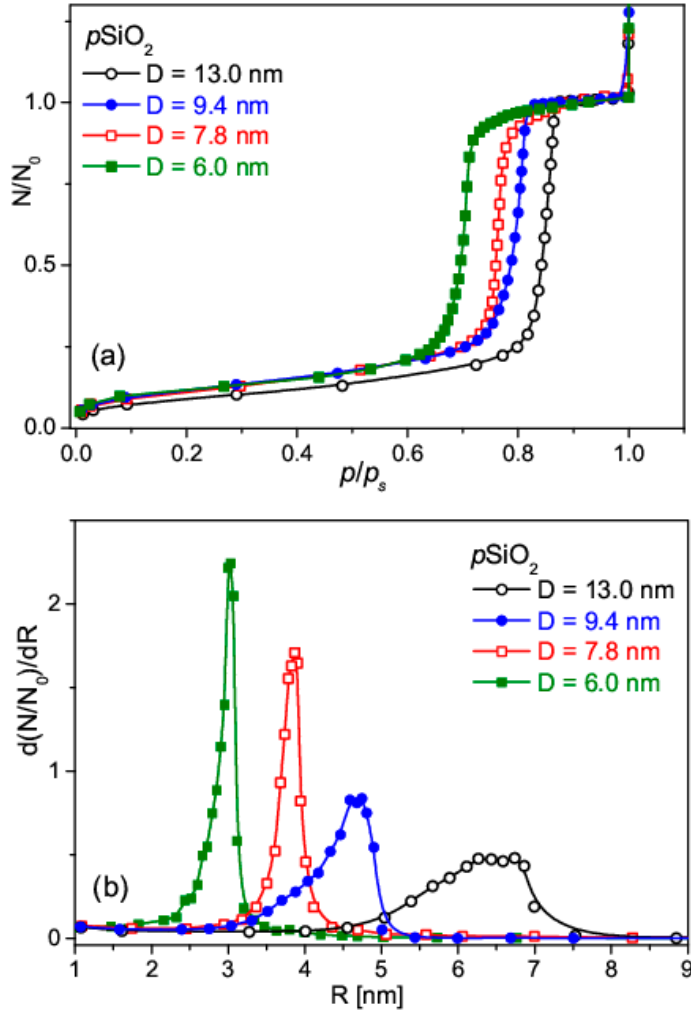 pSiO₂
D = 13.0 nm
D = 9.4 nm
D = 7.8 nm
D = 6.0 nm
N/N₀
1.0
0.5
0.0
(a)
0.0 0.2 0.4 0.6 0.8 1.0
p/pₛ
pSiO₂
D = 13.0 nm
D = 9.4 nm
D = 7.8 nm
D = 6.0 nm
d(N/N₀)/dR
2
1
0
(b)
1 2 3 4 5 6 7 8 9
R [nm]